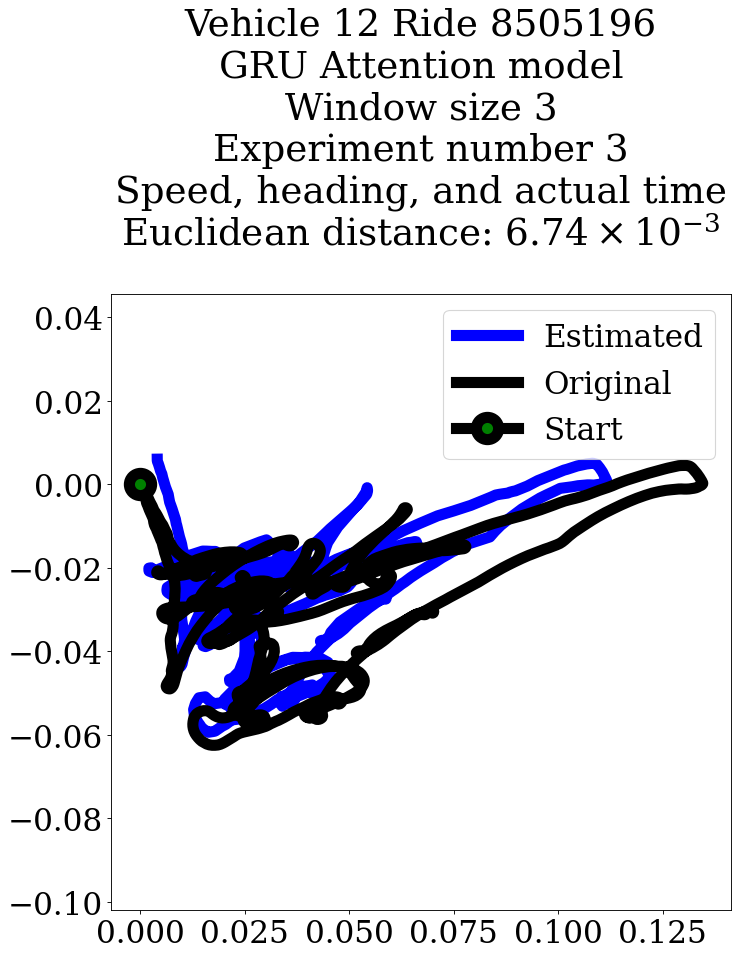 Vehicle 12 Ride 8505196
GRU Attention model
Window size 3
Experiment number 3
Speed, heading, and actual time
Euclidean distance: 6.74 × 10⁻³
Estimated
Original
Start
0.04
0.02
0.00
−0.02
−0.04
−0.06
−0.08
−0.10
0.000 0.025 0.050 0.075 0.100 0.125